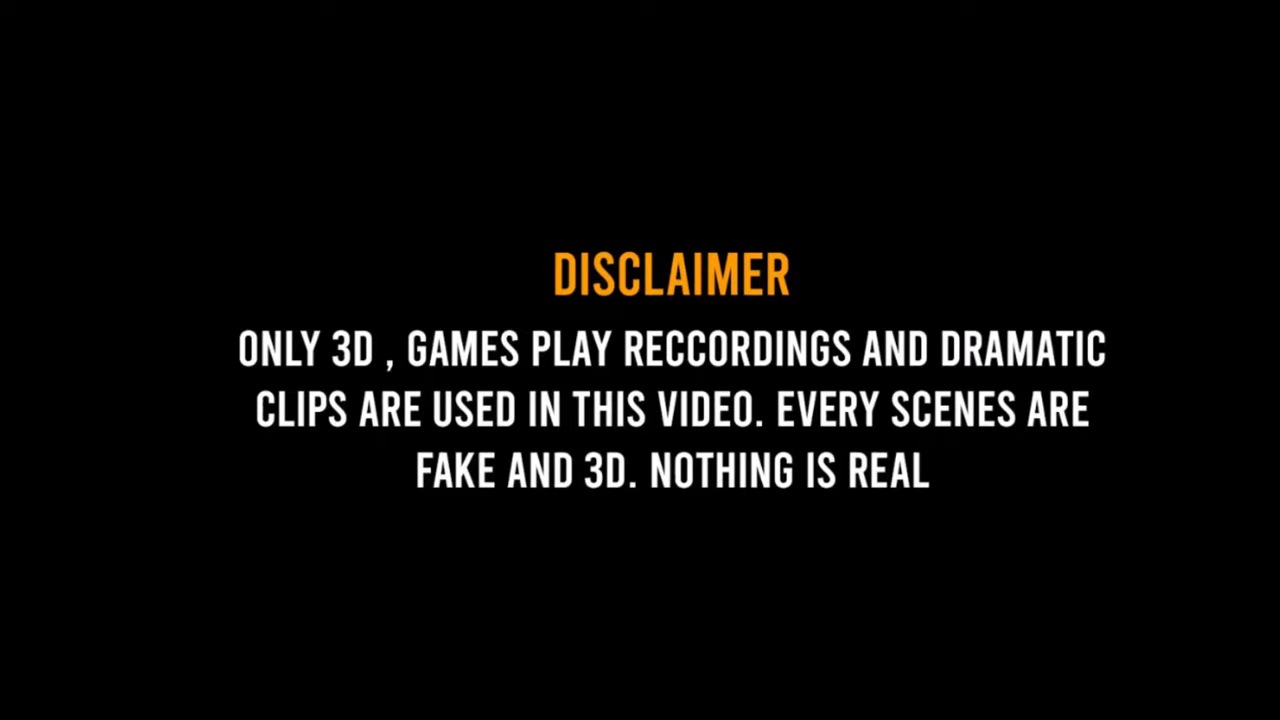 DISCLAIMER
ONLY 3D , GAMES PLAY RECCORDINGS AND DRAMATIC
CLIPS ARE USED IN THIS VIDEO. EVERY SCENES ARE
FAKE AND 3D. NOTHING IS REAL